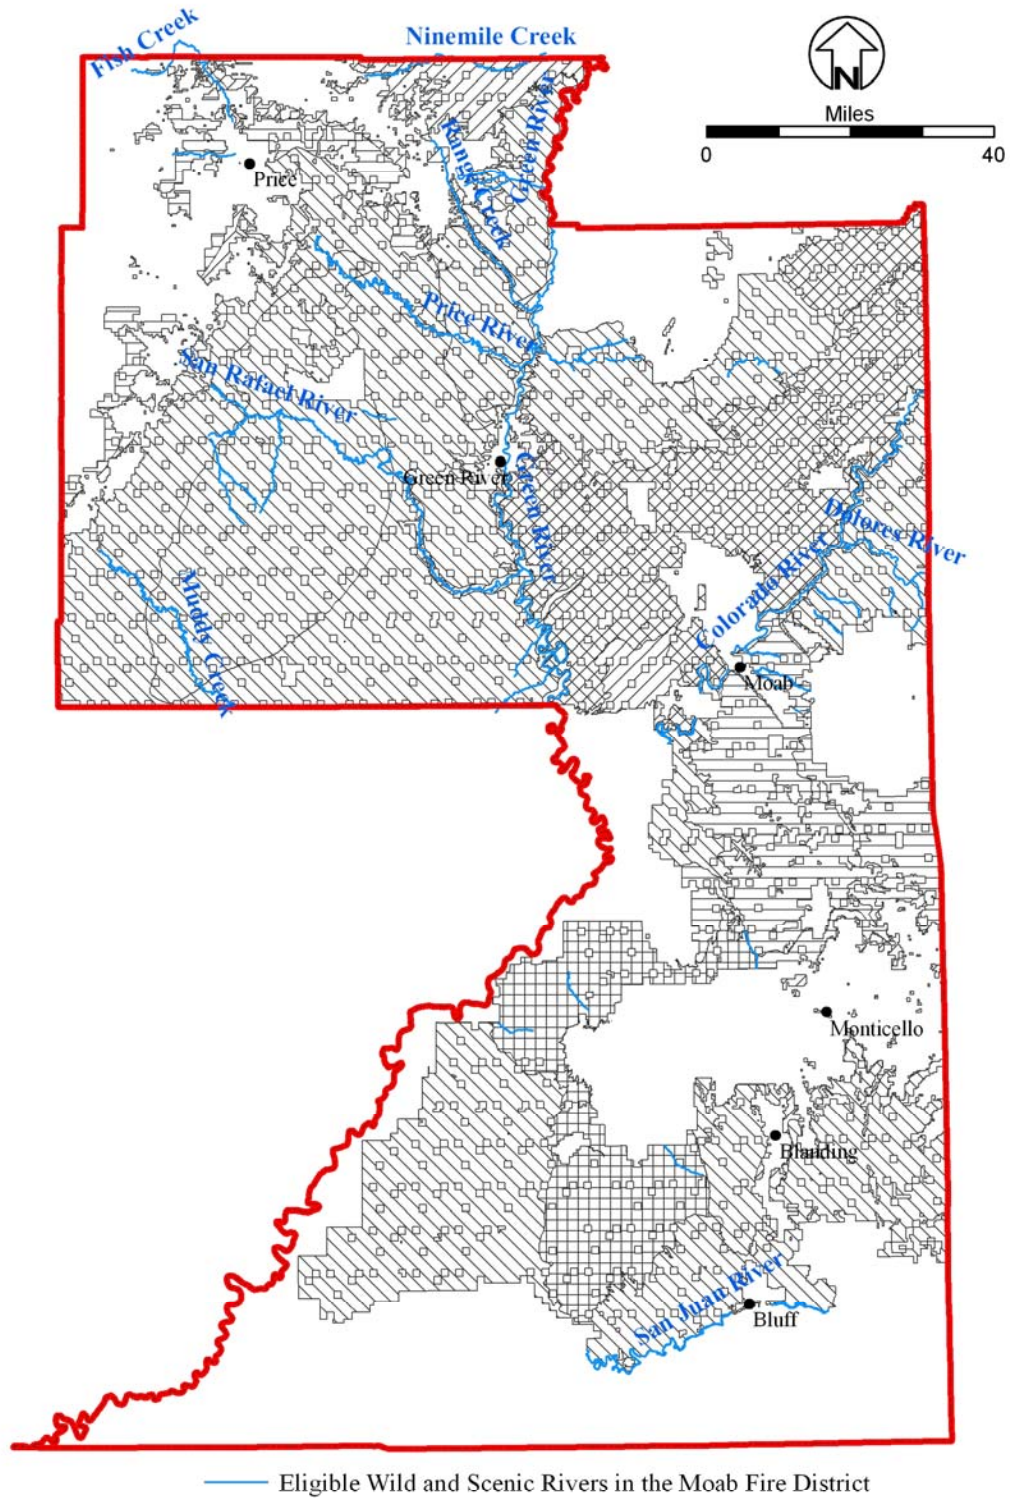 Fish Creek
Ninemile Creek
N
Miles
0 40
Green River
Range Creek
Price
Price River
San Rafael River
Green River
Green River
Dolores River
Colorado River
Muddy Creek
Moab
Monticello
Blanding
San Juan River
Bluff
Eligible Wild and Scenic Rivers in the Moab Fire District